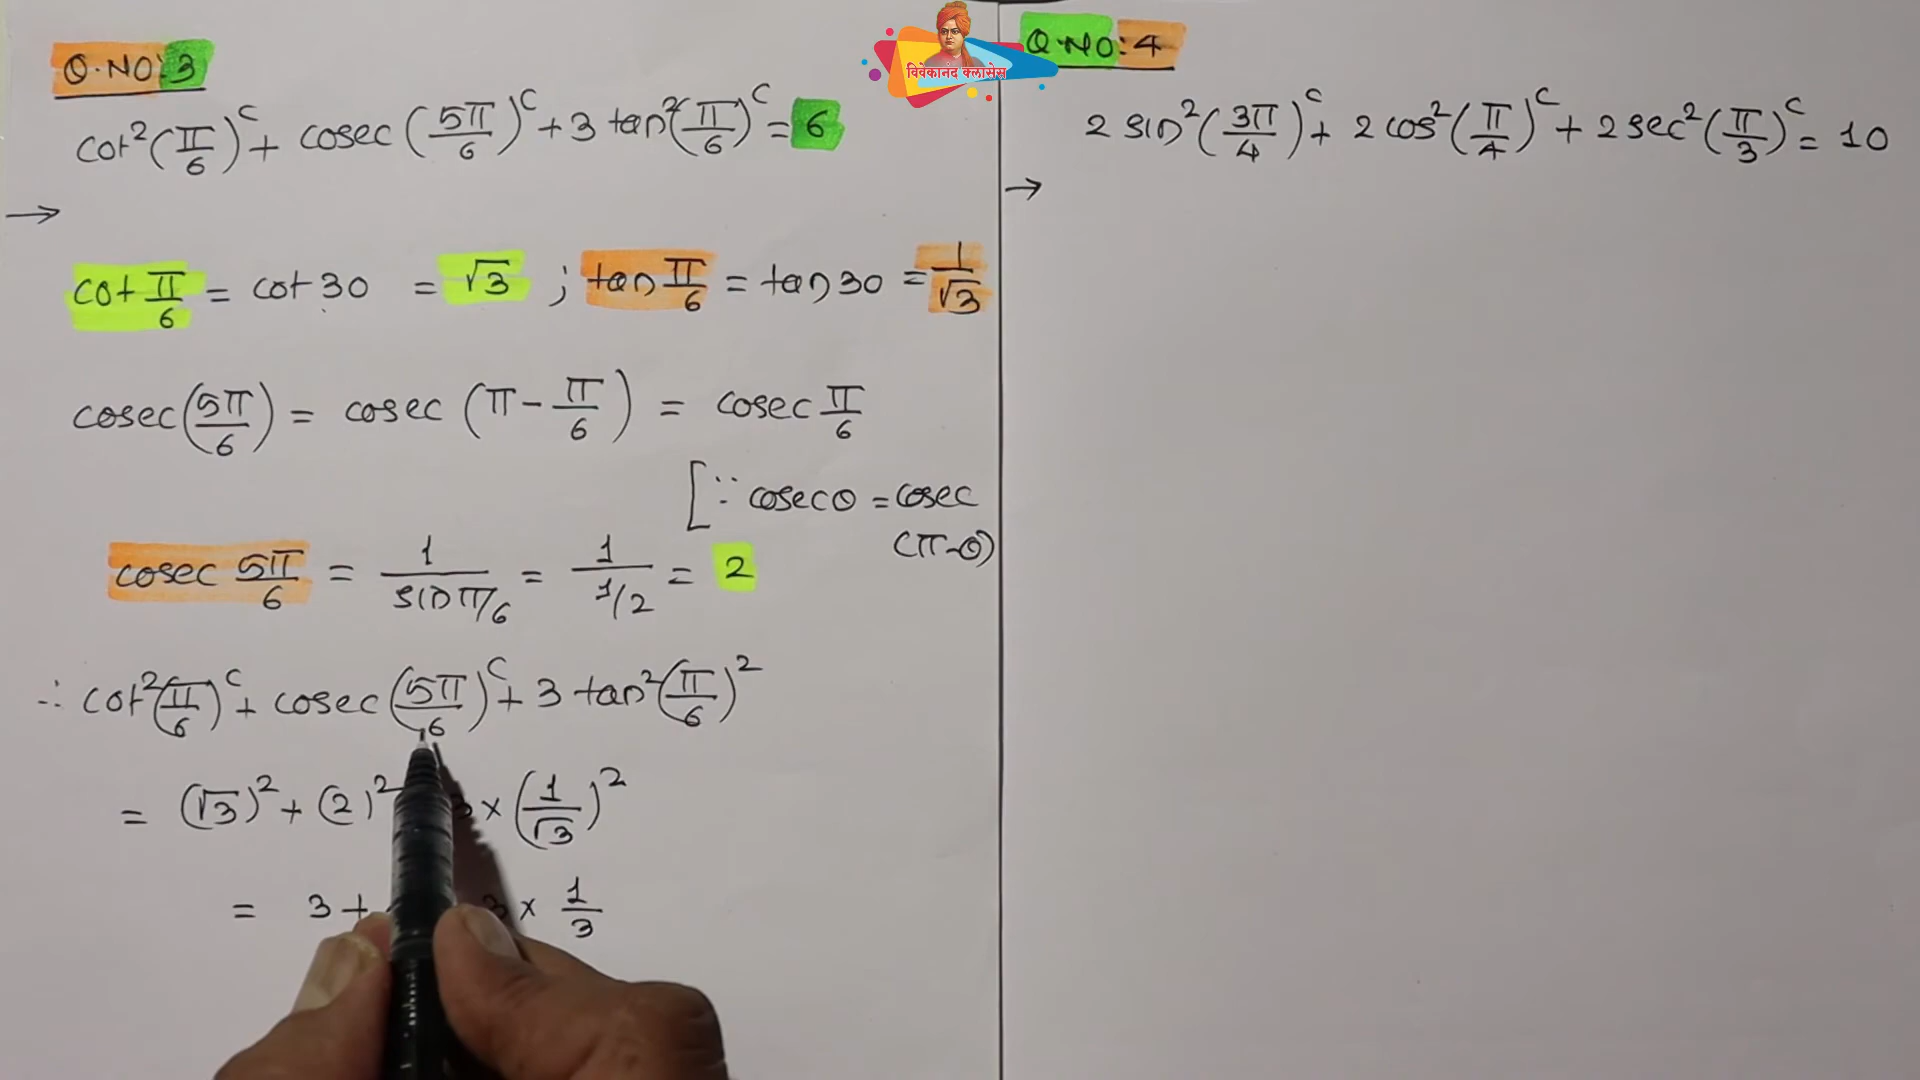 Q.NO:3
cot²(π/6)ᶜ + cosec (5π/6)ᶜ + 3 tan²(π/6)ᶜ = 6
→
cot π/6 = cot 30 = √3 ; tan π/6 = tan 30 = 1/√3
cosec(5π/6) = cosec (π - π/6) = cosec π/6
[∵ cosec θ = cosec
(π-θ)
cosec 5π/6 = 1/sin π/6 = 1/1/2 = 2
∴ cot²(π/6)ᶜ + cosec(5π/6)ᶜ + 3 tan²(π/6)²
= (√3)² + (2)² 3 × (1/√3)²
= 3 + 3 × 1/3
विवेकानंद क्लासेस
Q.NO:4
2 sin²(3π/4)ᶜ + 2 cos²(π/4)ᶜ + 2 sec²(π/3)ᶜ = 10
→